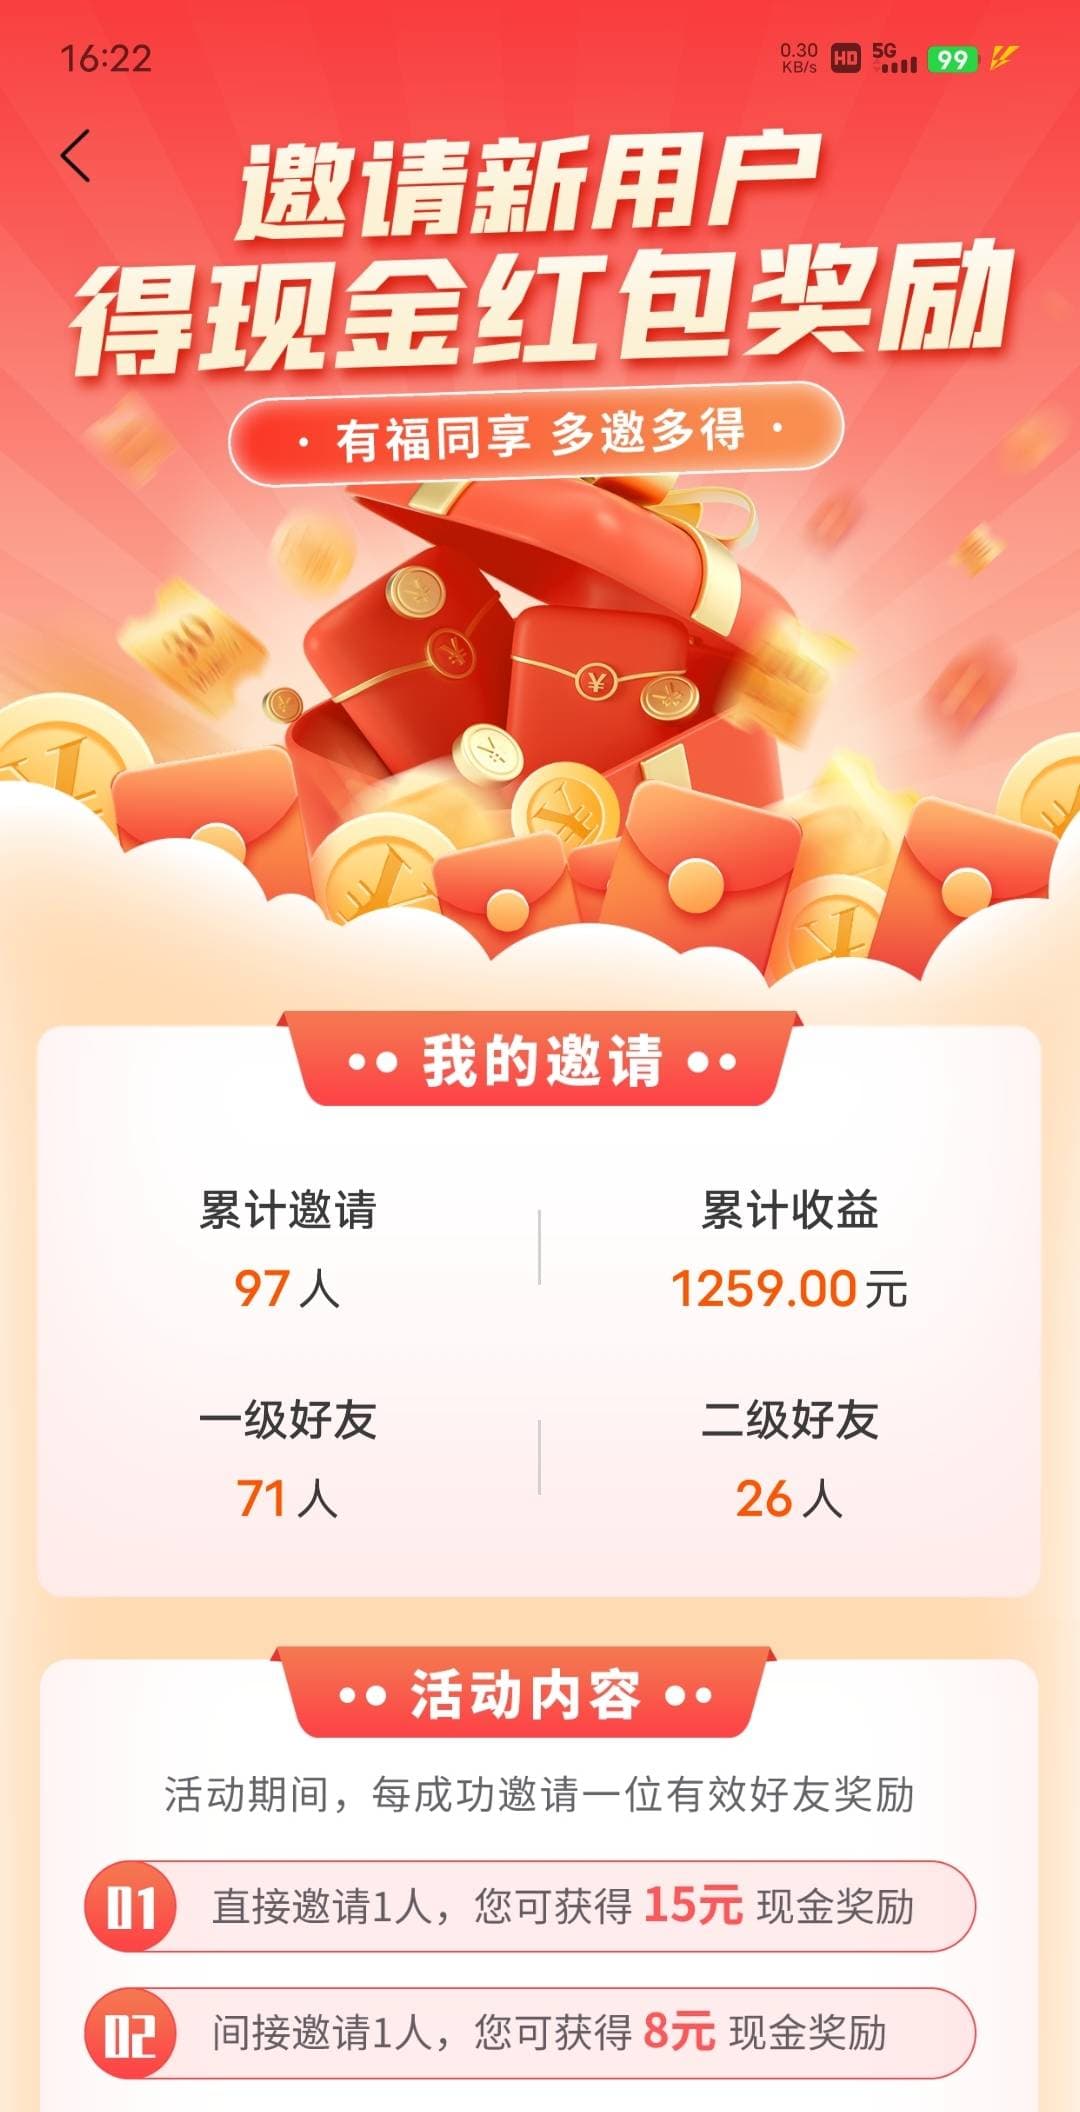 16:22
0.30 KB/s HD 5G 99
邀请新用户
得现金红包奖励
· 有福同享 多邀多得 ·
我的邀请
累计邀请 累计收益
97人 1259.00元
一级好友 二级好友
71人 26人
活动内容
活动期间，每成功邀请一位有效好友奖励
01 直接邀请1人，您可获得 15元 现金奖励
02 间接邀请1人，您可获得 8元 现金奖励